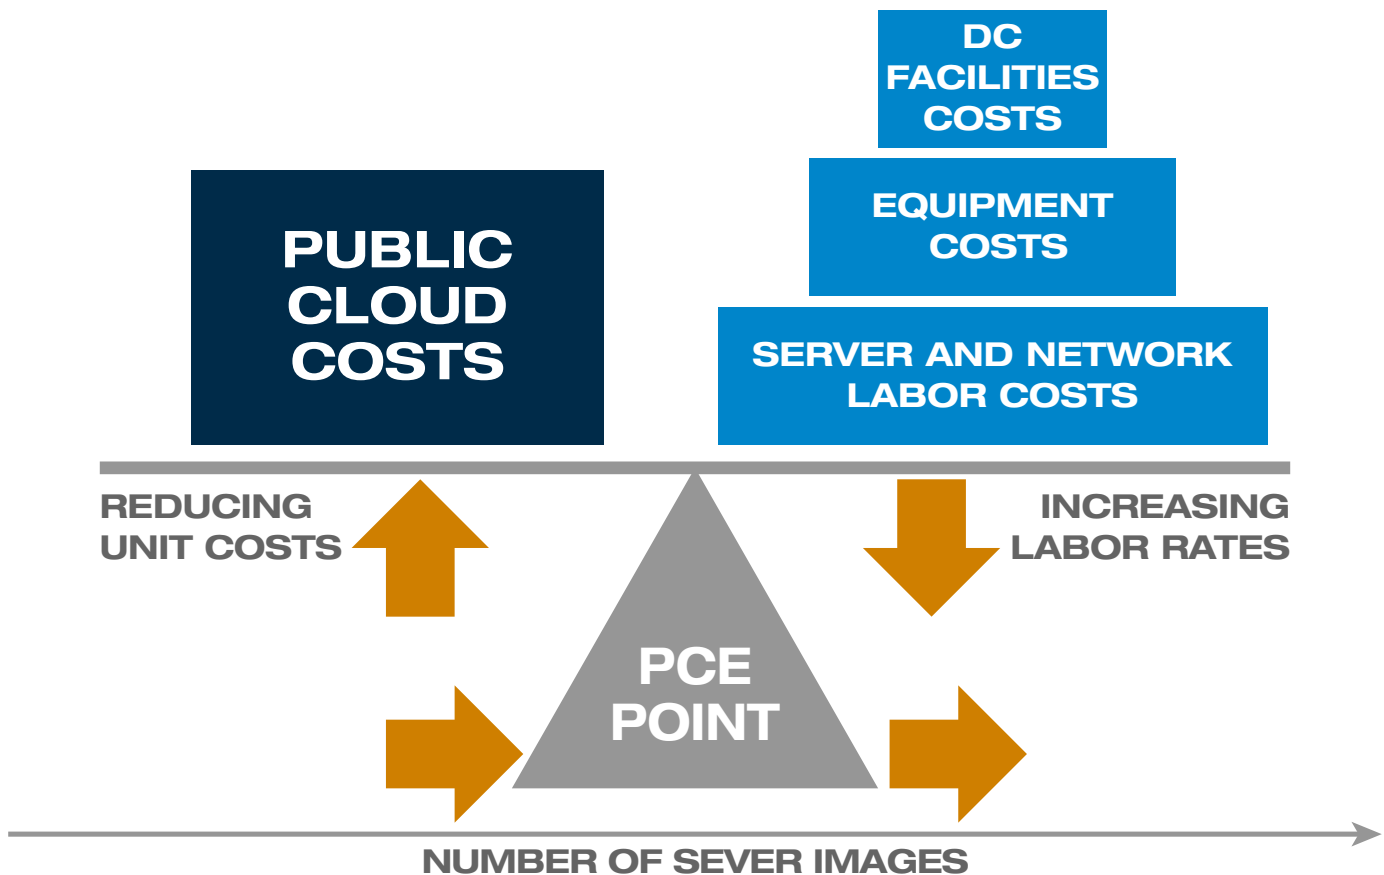 DC
FACILITIES
COSTS
EQUIPMENT
COSTS
PUBLIC
CLOUD
COSTS
SERVER AND NETWORK
LABOR COSTS
REDUCING
UNIT COSTS
INCREASING
LABOR RATES
PCE
POINT
NUMBER OF SEVER IMAGES